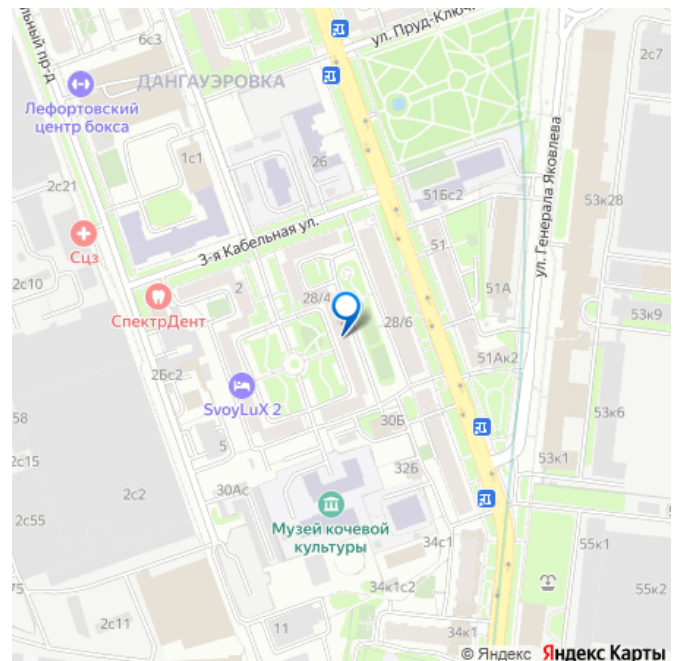 льный пр-д
6с3
ул. Пруд-Ключ
2с7
ДАНГАУЭРОВКА
Лефортовский
центр бокса
1с1
26
ул. Генерала Яковлева
2с21
51Бс2
53к28
3-я Кабельная ул.
51
Сцз
2с10
2
28/4
51А
СпектрДент
28/6
53к9
51Ак2
2Бс2
SvoyLuX 2
58
30Б
53к6
5
2с15
32Б
53к1
2с2
30Ас
2с55
Музей кочевой
культуры
34с1
55к1
75
34к1с2
55к2
2с11
11
34к1
© Яндекс Яндекс Карты